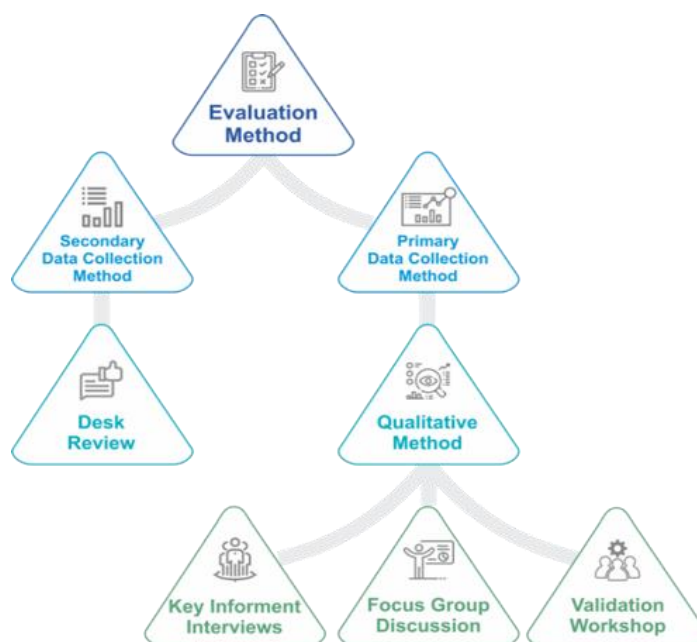 Evaluation
Method
Secondary
Data Collection
Method
Primary
Data Collection
Method
Desk
Review
Qualitative
Method
Key Informent
Interviews
Focus Group
Discussion
Validation
Workshop